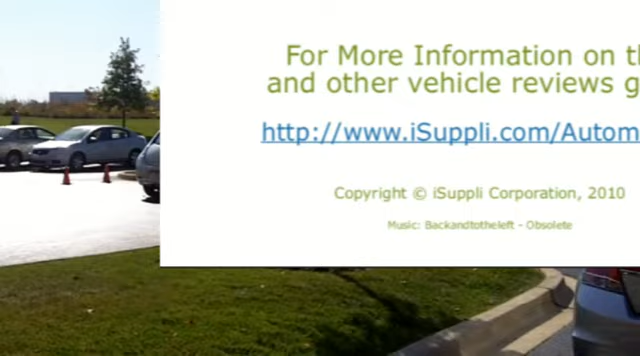 For More Information on th
and other vehicle reviews g
http://www.iSuppli.com/Autom
Copyright © iSuppli Corporation, 2010
Music: Backandtotheleft - Obsolete